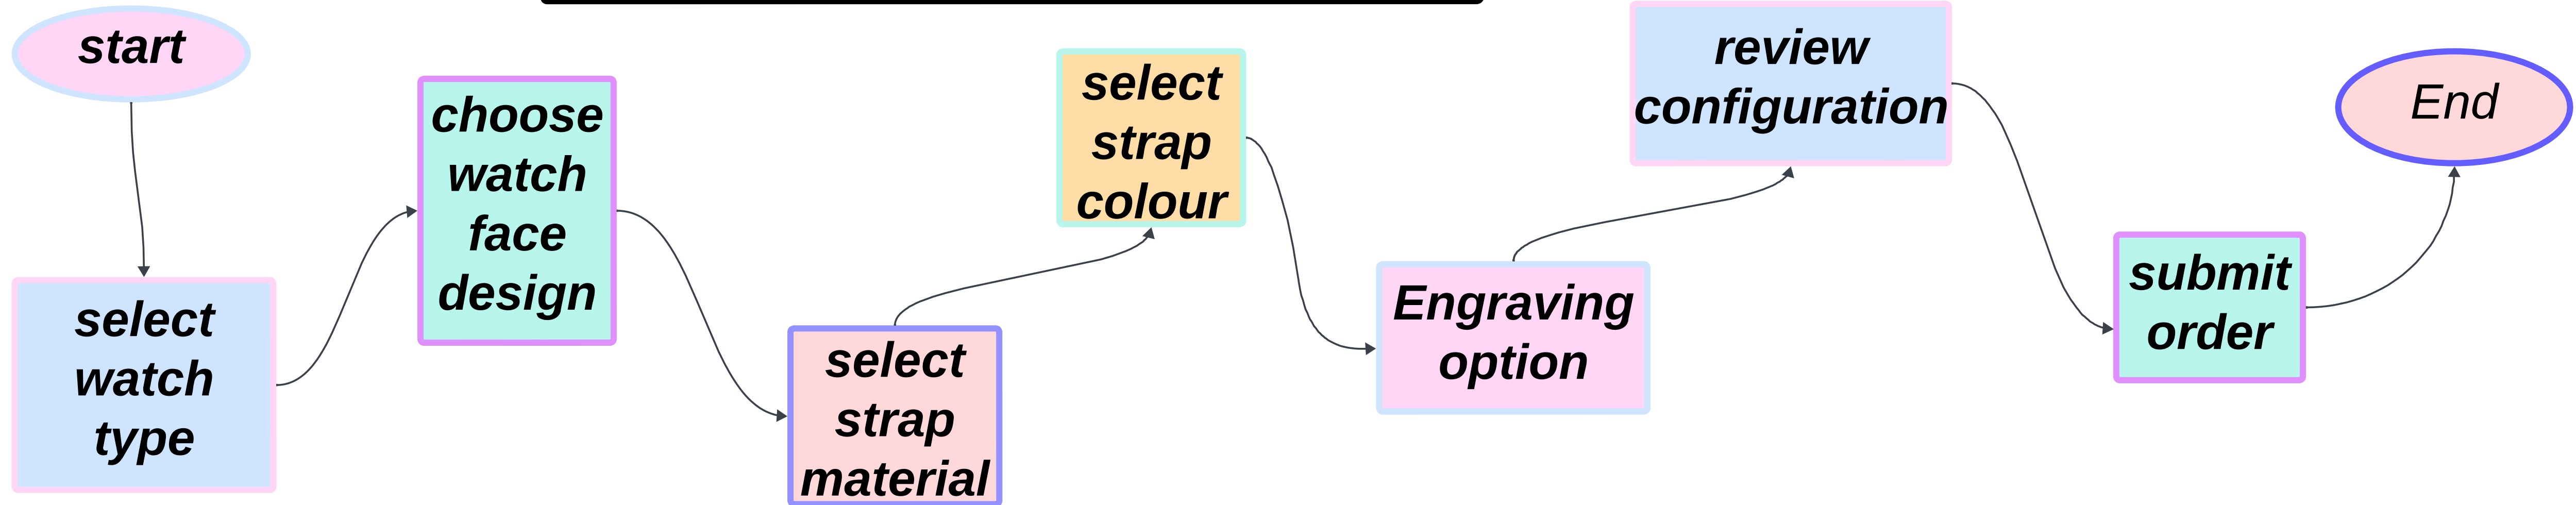 start
select
watch
type
choose
watch
face
design
select
strap
material
select
strap
colour
Engraving
option
review
configuration
submit
order
End